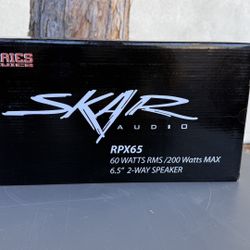 SKAR
AUDIO
RPX65
60 WATTS RMS /200 Watts MAX
6.5" 2-WAY SPEAKER